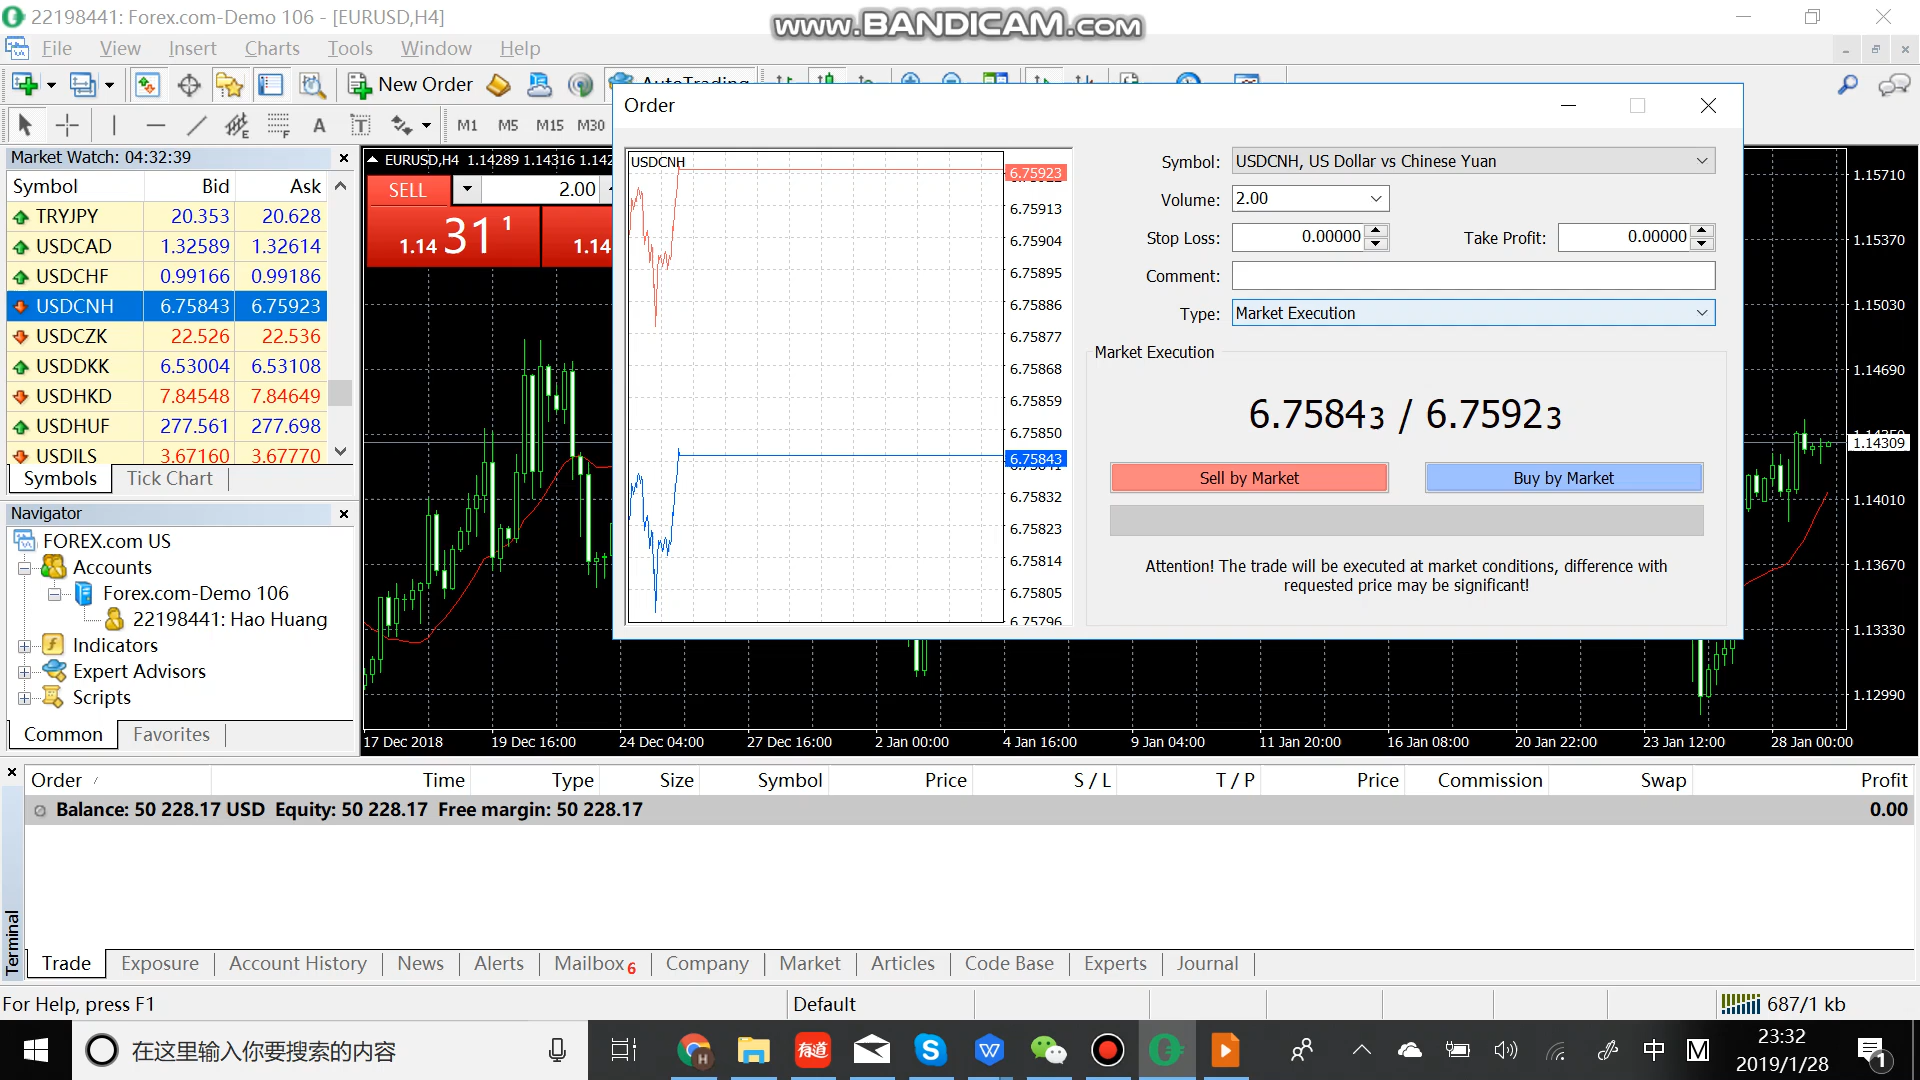 22198441: Forex.com-Demo 106 - [EURUSD,H4]
www.BANDICAM.com
File View Insert Charts Tools Window Help
New Order AutoTrading
M1 M5 M15 M30
Market Watch: 04:32:39
Symbol Bid Ask
TRYJPY 20.353 20.628
USDCAD 1.32589 1.32614
USDCHF 0.99166 0.99186
USDCNH 6.75843 6.75923
USDCZK 22.526 22.536
USDDKK 6.53004 6.53108
USDHKD 7.84548 7.84649
USDHUF 277.561 277.698
USDILS 3.67160 3.67770
Symbols Tick Chart
Navigator
FOREX.com US
Accounts
Forex.com-Demo 106
22198441: Hao Huang
Indicators
Expert Advisors
Scripts
Common Favorites
EURUSD,H4 1.14289 1.14316 1.142
SELL 2.00
1.14 31 1 1.14
Order
USDCNH
6.75923
6.75913
6.75904
6.75895
6.75886
6.75877
6.75868
6.75859
6.75850
6.75843
6.75832
6.75823
6.75814
6.75805
6.75796
Symbol: USDCNH, US Dollar vs Chinese Yuan
Volume: 2.00
Stop Loss: 0.00000 Take Profit: 0.00000
Comment:
Type: Market Execution
Market Execution
6.75843 / 6.75923
Sell by Market Buy by Market
Attention! The trade will be executed at market conditions, difference with
requested price may be significant!
1.15710
1.15370
1.15030
1.14690
1.14309
1.14001
1.13670
1.13330
1.12990
17 Dec 2018 19 Dec 16:00 24 Dec 04:00 27 Dec 16:00 2 Jan 00:00 4 Jan 16:00 9 Jan 04:00 11 Jan 20:00 16 Jan 08:00 20 Jan 22:00 23 Jan 12:00 28 Jan 00:00
Order Time Type Size Symbol Price S / L T / P Price Commission Swap Profit
Balance: 50 228.17 USD Equity: 50 228.17 Free margin: 50 228.17 0.00
Terminal
Trade Exposure Account History News Alerts Mailbox 6 Company Market Articles Code Base Experts Journal
For Help, press F1 Default 687/1 kb
在这里输入你要搜索的内容
有道
中
M
23:32
2019/1/28
1